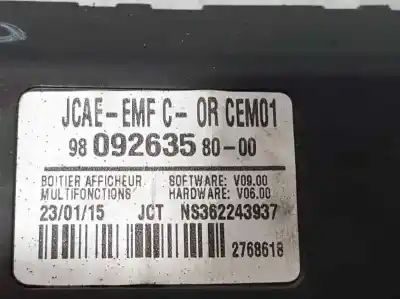 JCAE-EMF C- OR CEM01
98 092635 80-00
BOITIER AFFICHEUR SOFTWARE: V09.00
MULTIFONCTIONS HARDWARE: V06.00
23/01/15 JCT NS362243937
2768618